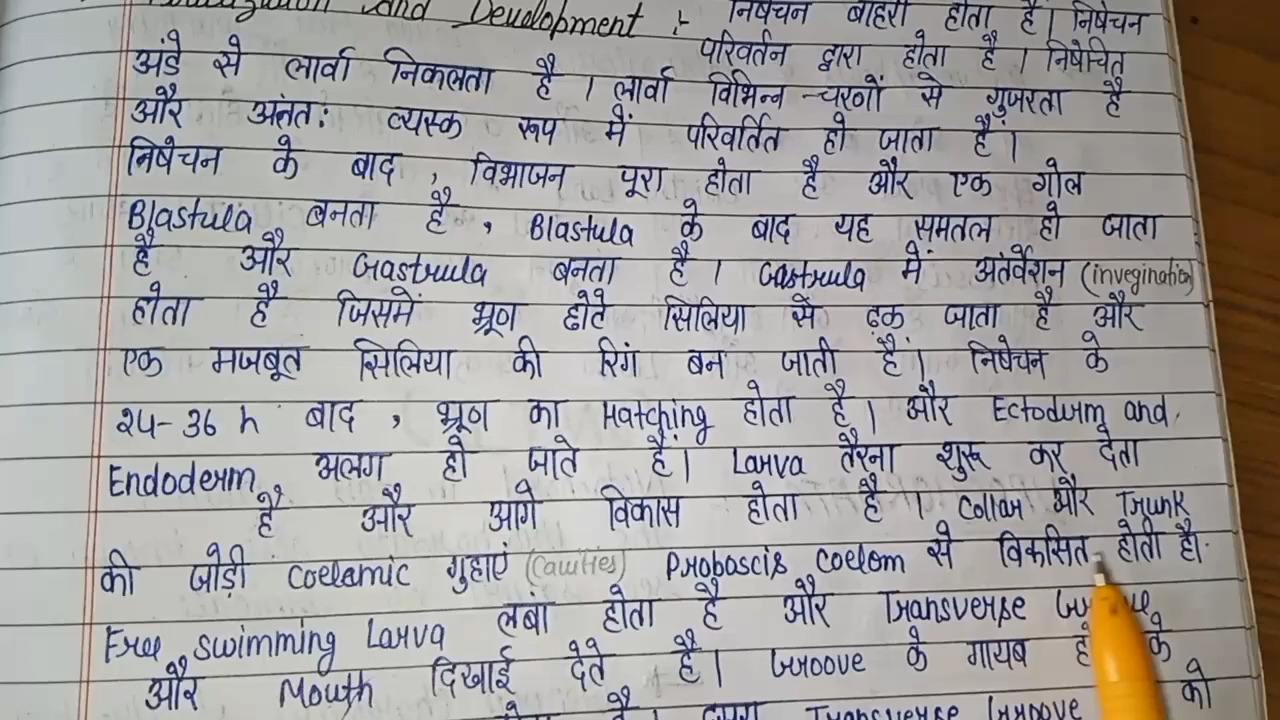 and Development :- निषेचन बाहरी होता है। निषेचन
परिवर्तन द्वारा होता है। निषेचित
अंडे से लार्वा निकलता है। लार्वा विभिन्न चरणों से गुजरता है
और अंततः व्यस्क रूप में परिवर्तित हो जाता है।
निषेचन के बाद, विभाजन पूरा होता है और एक गोल
Blastula बनता है, Blastula के बाद यह समतल हो जाता
है और Gastrula बनता है। Gastrula में अंतर्वेशन (invegination)
होता है जिसमें भ्रूण छोटे सिलिया से ढ़क जाता है और
एक मजबूत सिलिया की रिंग बन जाती है। निषेचन के
24-36 h बाद, भ्रूण का Hatching होता है। और Ectoderm and
Endoderm अलग हो जाते है। Larva तैरना शुरू कर देता
है और आगे विकास होता है। Collar और Trunk
की जोड़ी Coelamic गुहाएं (Cavities) Proboscis Coelom से विकसित होती है।
Free swimming Larva लंबा होता है और Transverse
और Mouth दिखाई देते है। Groove के गायब के
Transverse Groove को